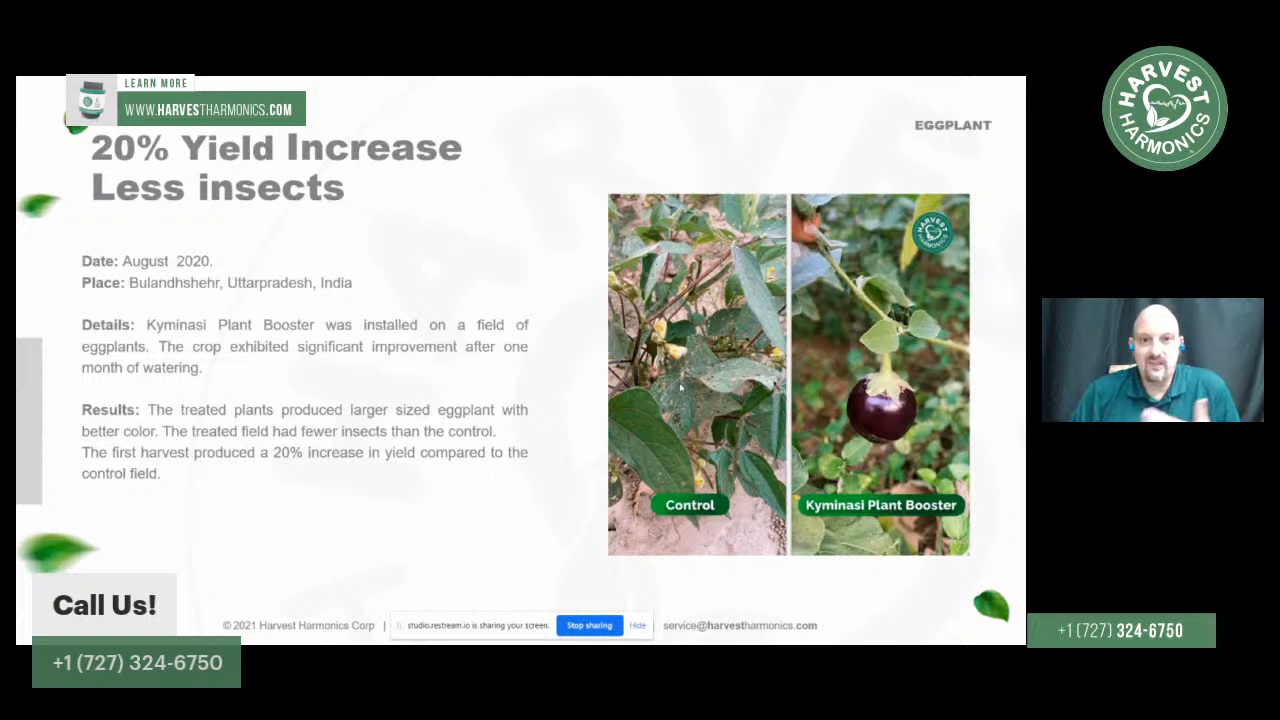 LEARN MORE
WWW.HARVESTHARMONICS.COM
20% Yield Increase
Less insects
EGGPLANT
HARVEST
HARMONICS
Date: August 2020.
Place: Bulandhshehr, Uttarpradesh, India
Details: Kyminasi Plant Booster was installed on a field of
eggplants. The crop exhibited significant improvement after one
month of watering.
Results: The treated plants produced larger sized eggplant with
better color. The treated field had fewer insects than the control.
The first harvest produced a 20% increase in yield compared to the
control field.
Control
Kyminasi Plant Booster
Call Us!
+1 (727) 324-6750
© 2021 Harvest Harmonics Corp |
studio.restream.io is sharing your screen.
Stop sharing
Hide
service@harvestharmonics.com
+1 (727) 324-6750